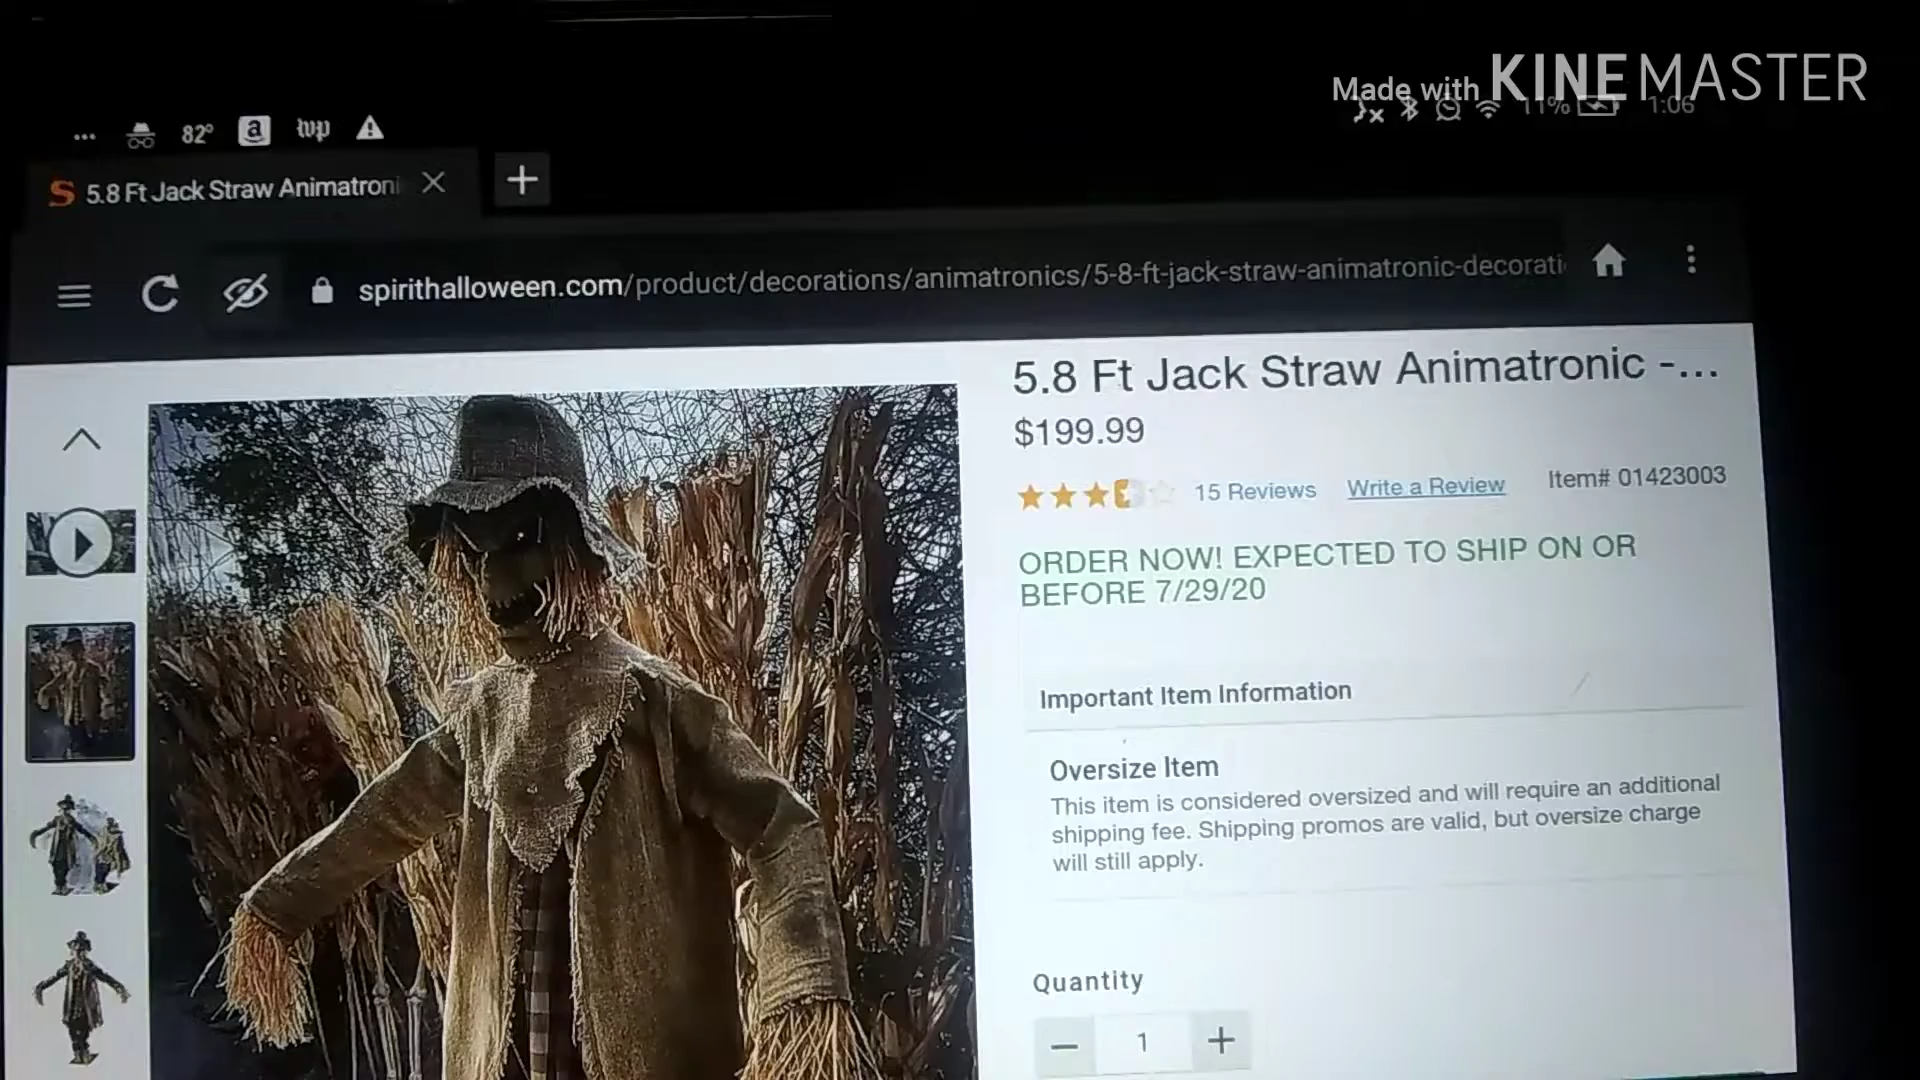 Made with KINEMASTER
82° a wp
11% 1:06
S 5.8 Ft Jack Straw Animatroni
spirithalloween.com/product/decorations/animatronics/5-8-ft-jack-straw-animatronic-decorati
5.8 Ft Jack Straw Animatronic -...
$199.99
15 Reviews Write a Review Item# 01423003
ORDER NOW! EXPECTED TO SHIP ON OR
BEFORE 7/29/20
Important Item Information
Oversize Item
This item is considered oversized and will require an additional
shipping fee. Shipping promos are valid, but oversize charge
will still apply.
Quantity
1